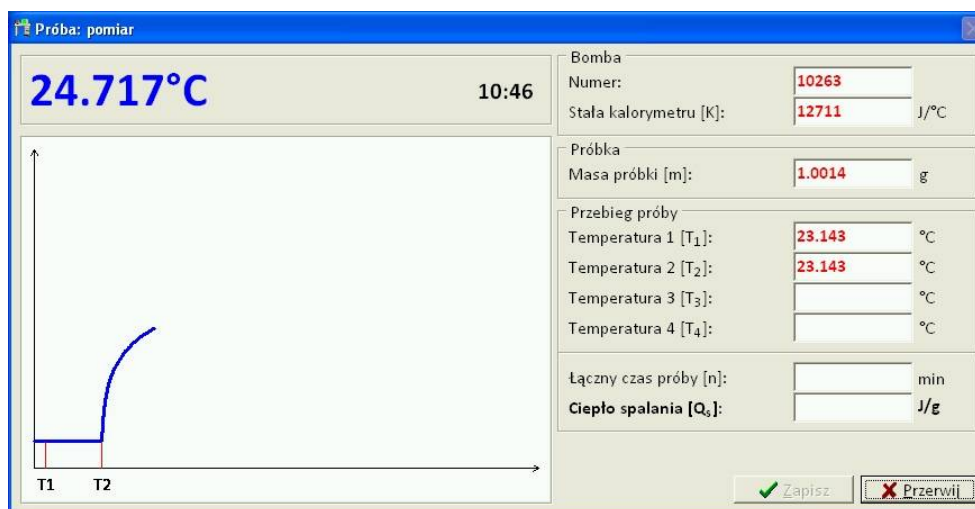 Próba: pomiar
24.717°C
10:46
T1 T2
Bomba
Numer: 10263
Stała kalorymetru [K]: 12711 J/°C
Próbka
Masa próbki [m]: 1.0014 g
Przebieg próby
Temperatura 1 [T₁]: 23.143 °C
Temperatura 2 [T₂]: 23.143 °C
Temperatura 3 [T₃]: °C
Temperatura 4 [T₄]: °C
Łączny czas próby [n]: min
Ciepło spalania [Qₛ]: J/g
Zapisz Przerwij